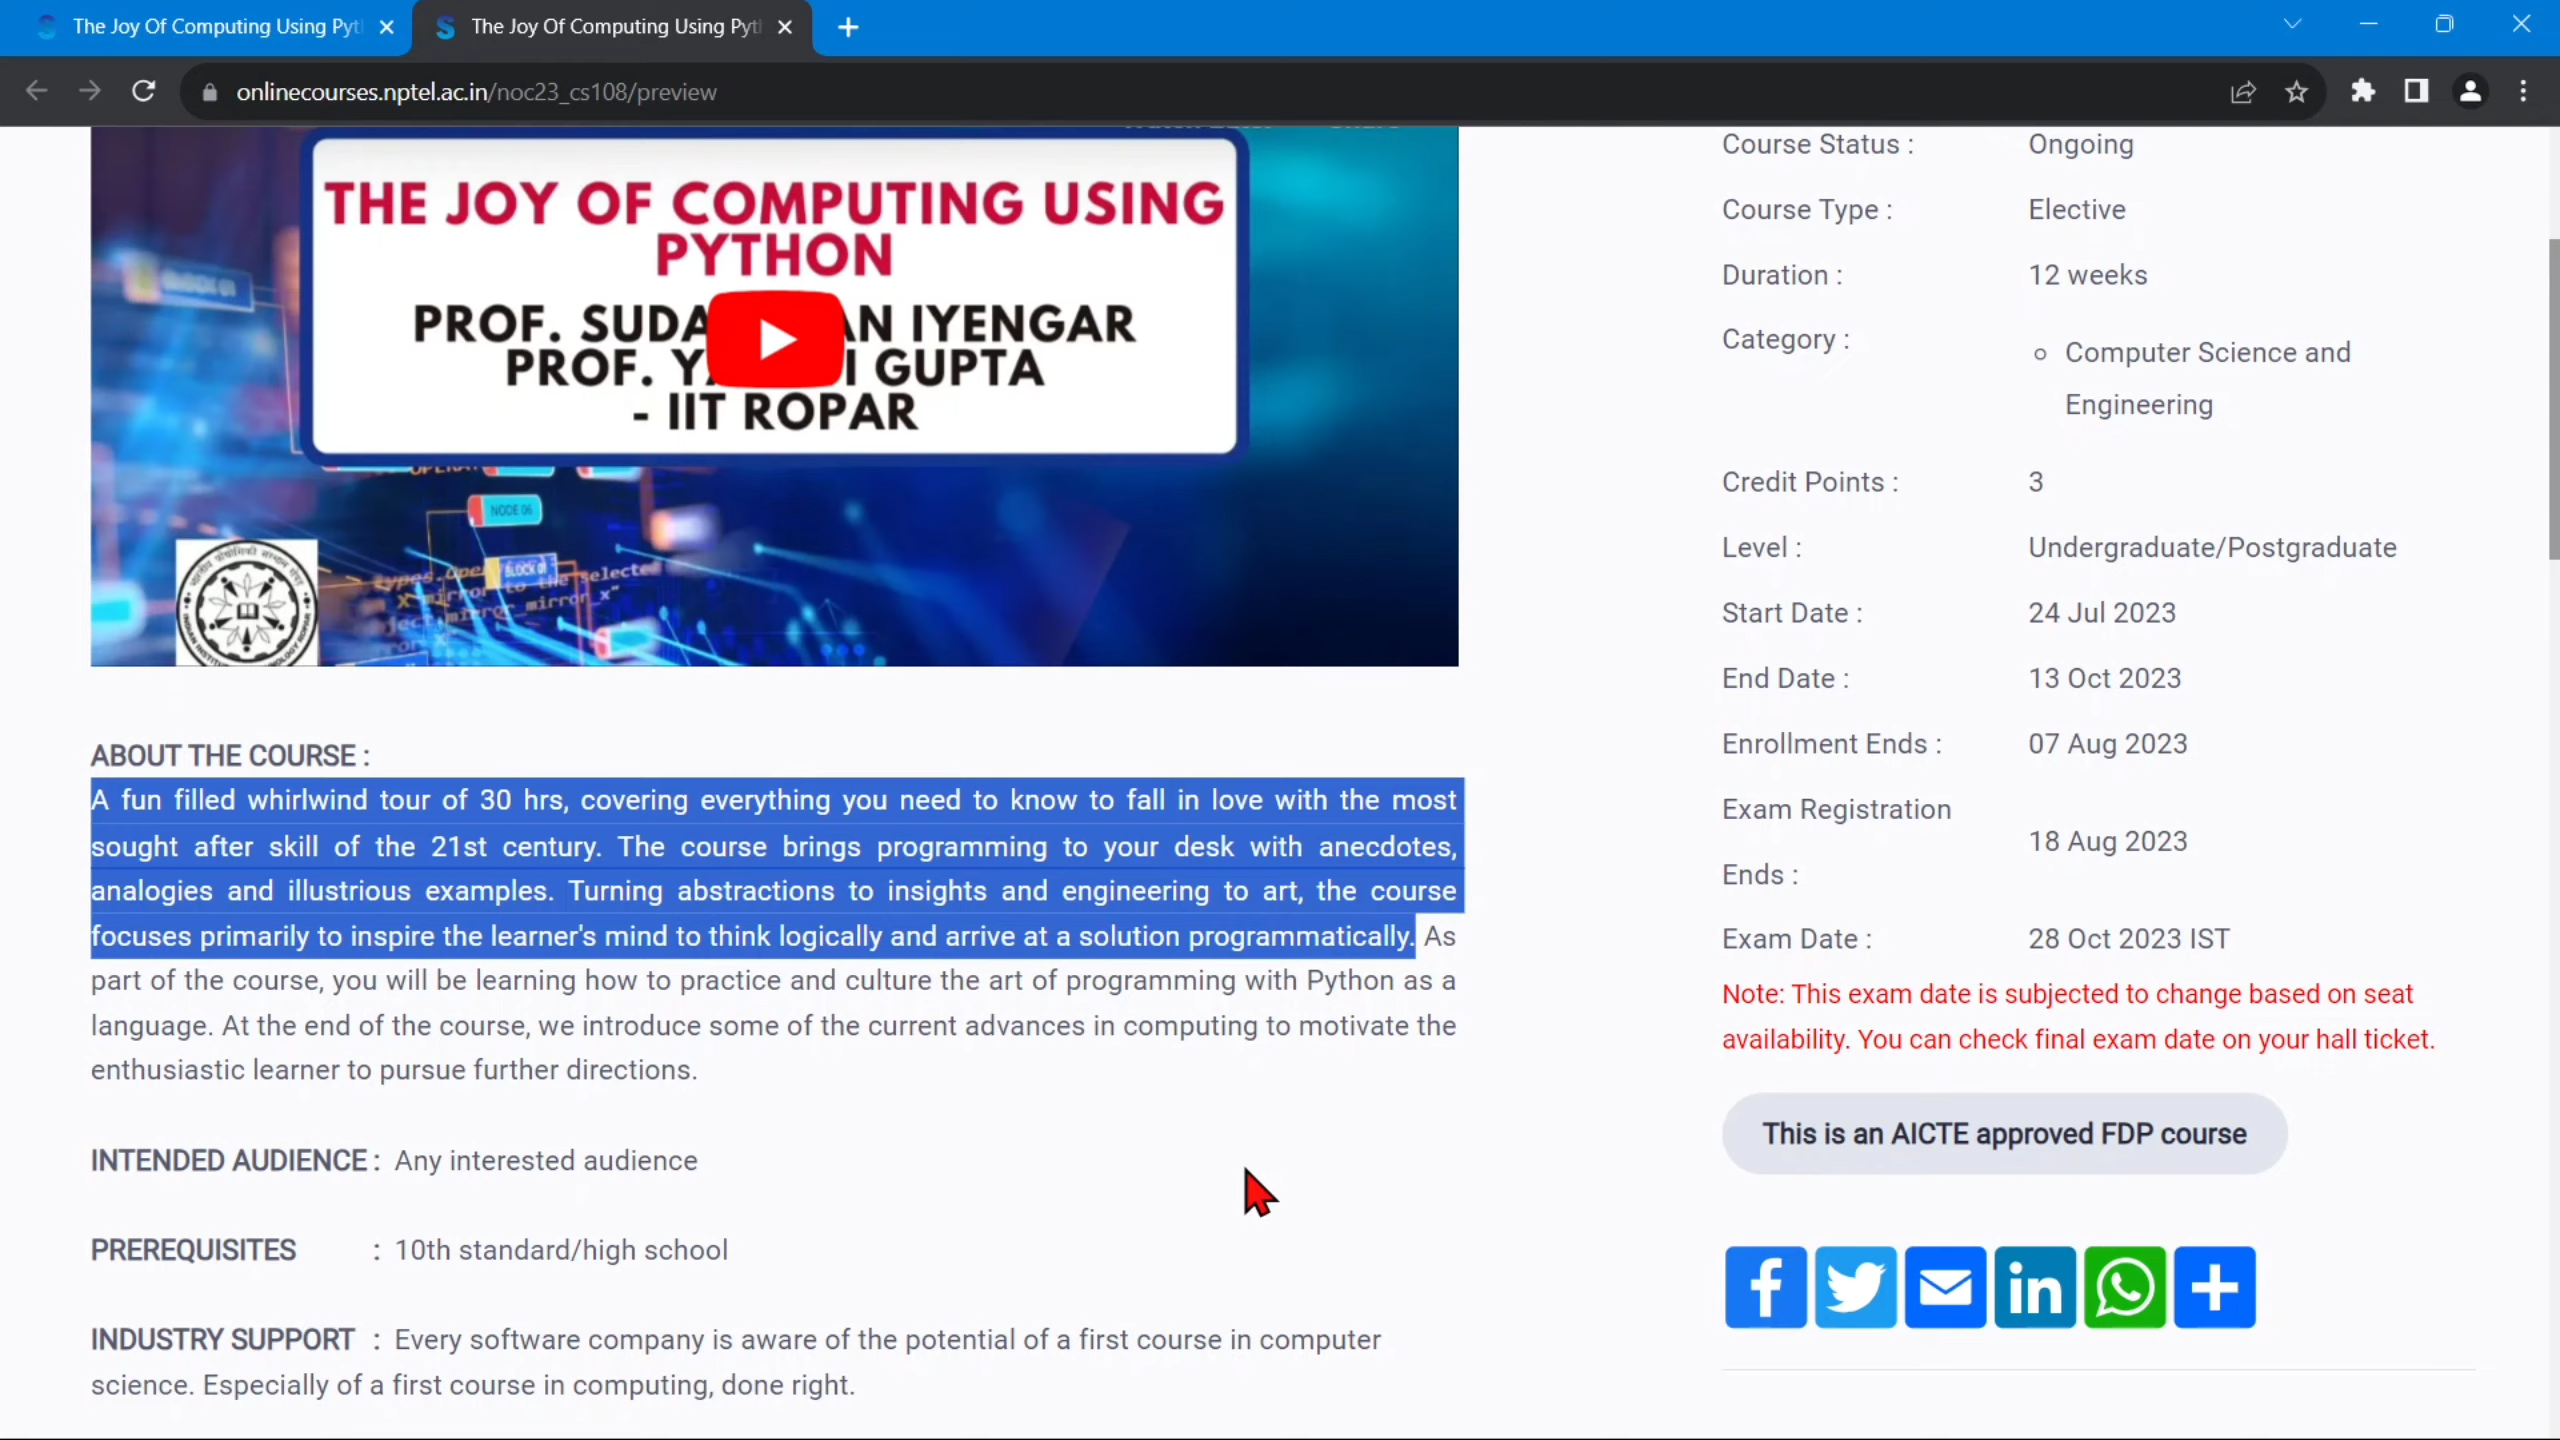 The Joy Of Computing Using Pyt
The Joy Of Computing Using Pyt
onlinecourses.nptel.ac.in/noc23_cs108/preview
THE JOY OF COMPUTING USING
PYTHON
PROF. SUDA AN IYENGAR
PROF. Y I GUPTA
- IIT ROPAR
NODE 06
BLOCK 01
to the selected
ABOUT THE COURSE :
A fun filled whirlwind tour of 30 hrs, covering everything you need to know to fall in love with the most
sought after skill of the 21st century. The course brings programming to your desk with anecdotes,
analogies and illustrious examples. Turning abstractions to insights and engineering to art, the course
focuses primarily to inspire the learner's mind to think logically and arrive at a solution programmatically. As
part of the course, you will be learning how to practice and culture the art of programming with Python as a
language. At the end of the course, we introduce some of the current advances in computing to motivate the
enthusiastic learner to pursue further directions.
INTENDED AUDIENCE : Any interested audience
PREREQUISITES : 10th standard/high school
INDUSTRY SUPPORT : Every software company is aware of the potential of a first course in computer
science. Especially of a first course in computing, done right.
Course Status : Ongoing
Course Type : Elective
Duration : 12 weeks
Category : Computer Science and
Engineering
Credit Points : 3
Level : Undergraduate/Postgraduate
Start Date : 24 Jul 2023
End Date : 13 Oct 2023
Enrollment Ends : 07 Aug 2023
Exam Registration
18 Aug 2023
Ends :
Exam Date : 28 Oct 2023 IST
Note: This exam date is subjected to change based on seat
availability. You can check final exam date on your hall ticket.
This is an AICTE approved FDP course